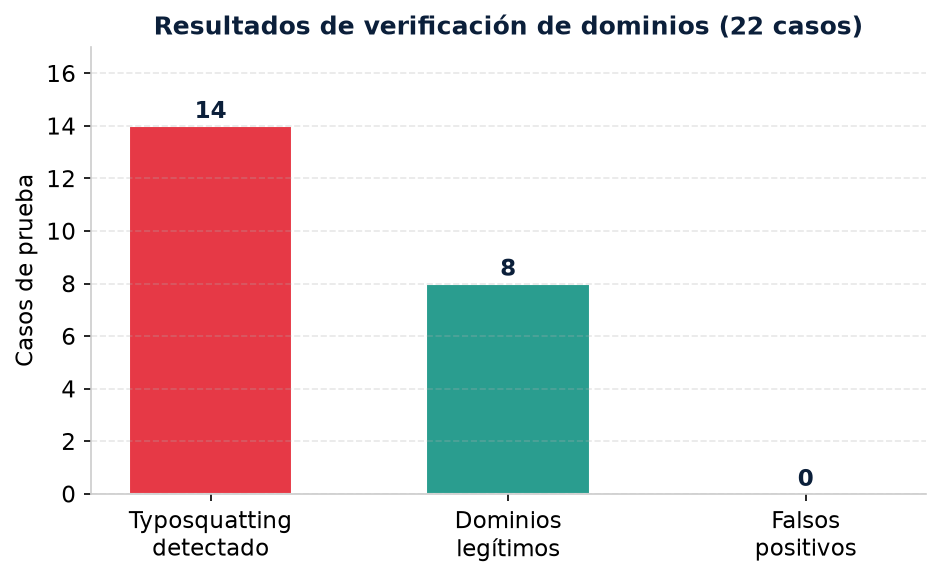 Resultados de verificación de dominios (22 casos)
Casos de prueba
16
14
12
10
8
6
4
2
0
14
8
0
Typosquatting
detectado
Dominios
legítimos
Falsos
positivos